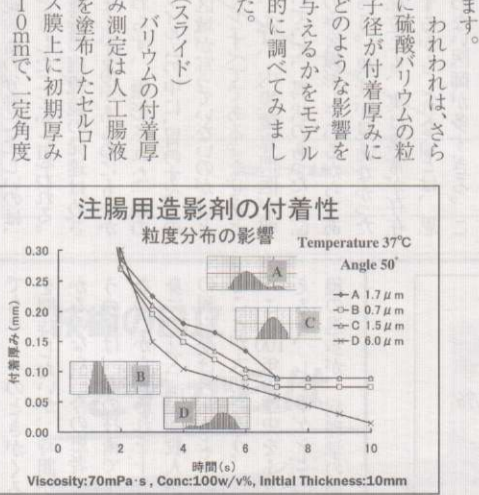 ます。
われわれは、さら
に硫酸バリウムの粒
子径が付着厚みに
どのような影響を
与えるかをモデル
的に調べてみまし
た。
(スライド)
バリウムの付着厚
み測定は人工腸液
を塗布したセルロー
ス膜上に初期厚み
10mmで、一定角度
注腸用造影剤の付着性
粒度分布の影響
Temperature 37℃
Angle 50°
A 1.7μm
B 0.7μm
C 1.5μm
D 6.0μm
A
C
B
D
付着厚み(mm)
0.30
0.25
0.20
0.15
0.10
0.05
0.00
0 2 4 6 8 10
時間(s)
Viscosity:70mPa·s , Conc:100w/v%, Initial Thickness:10mm